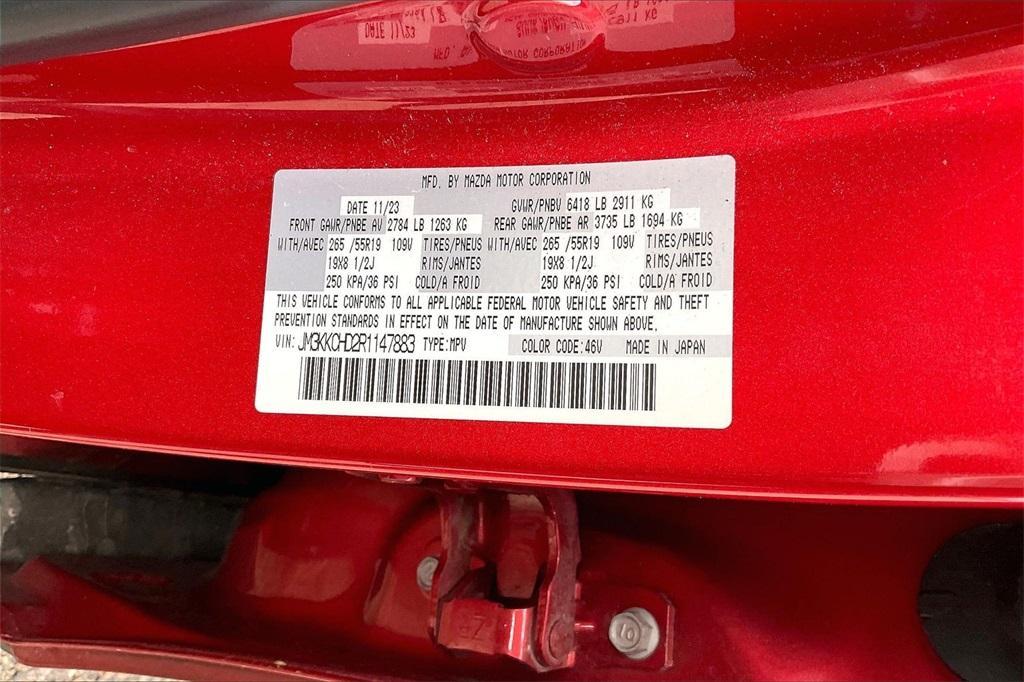 DATE 11/23
MFD. BY MAZDA MOTOR CORPORATION
DATE 11/23 GVWR/PNBV 6418 LB 2911 KG
FRONT GAWR/PNBE AV 2784 LB 1263 KG REAR GAWR/PNBE AR 3735 LB 1694 KG
WITH/AVEC 265 /55R19 109V TIRES/PNEUS WITH/AVEC 265 /55R19 109V TIRES/PNEUS
19X8 1/2J RIMS/JANTES 19X8 1/2J RIMS/JANTES
250 KPA/36 PSI COLD/A FROID 250 KPA/36 PSI COLD/A FROID
THIS VEHICLE CONFORMS TO ALL APPLICABLE FEDERAL MOTOR VEHICLE SAFETY AND THEFT
PREVENTION STANDARDS IN EFFECT ON THE DATE OF MANUFACTURE SHOWN ABOVE.
VIN: JM3KKCHD2R1147883 TYPE:MPV COLOR CODE:46V MADE IN JAPAN
10